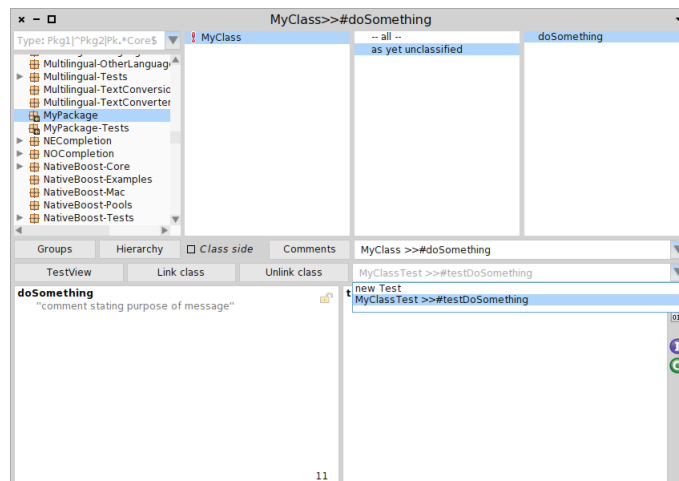 MyClass>>#doSomething
Type: Pkg1|^Pkg2|Pk.*Core$
Multilingual-OtherLanguage
Multilingual-Tests
Multilingual-TextConversio
Multilingual-TextConverter
MyPackage
MyPackage-Tests
NECompletion
NOCompletion
NativeBoost-Core
NativeBoost-Examples
NativeBoost-Mac
NativeBoost-Pools
NativeBoost-Tests
MyClass
-- all --
as yet unclassified
doSomething
Groups
Hierarchy
Class side
Comments
MyClass >>#doSomething
TestView
Link class
Unlink class
MyClassTest >>#testDoSomething
new Test
MyClassTest >>#testDoSomething
doSomething
"comment stating purpose of message"
t
11